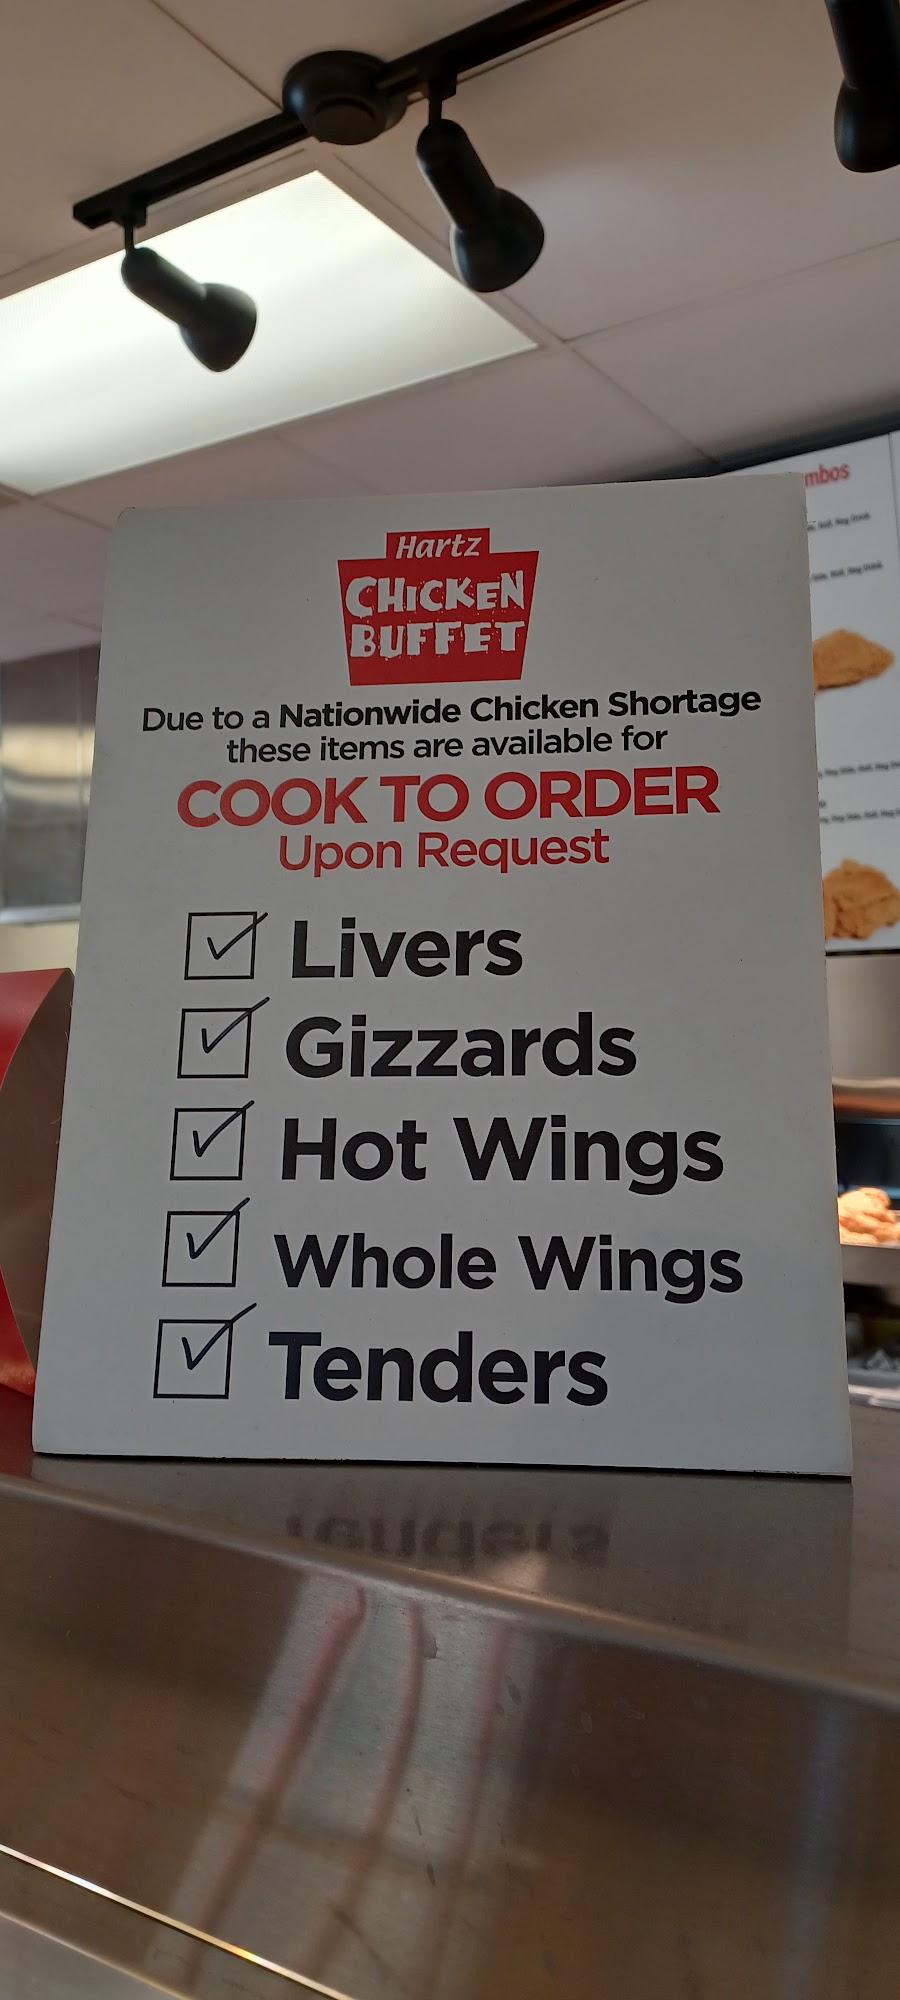 Hartz
CHICKEN
BUFFET
Due to a Nationwide Chicken Shortage
these items are available for
COOK TO ORDER
Upon Request
Livers
Gizzards
Hot Wings
Whole Wings
Tenders
mbos